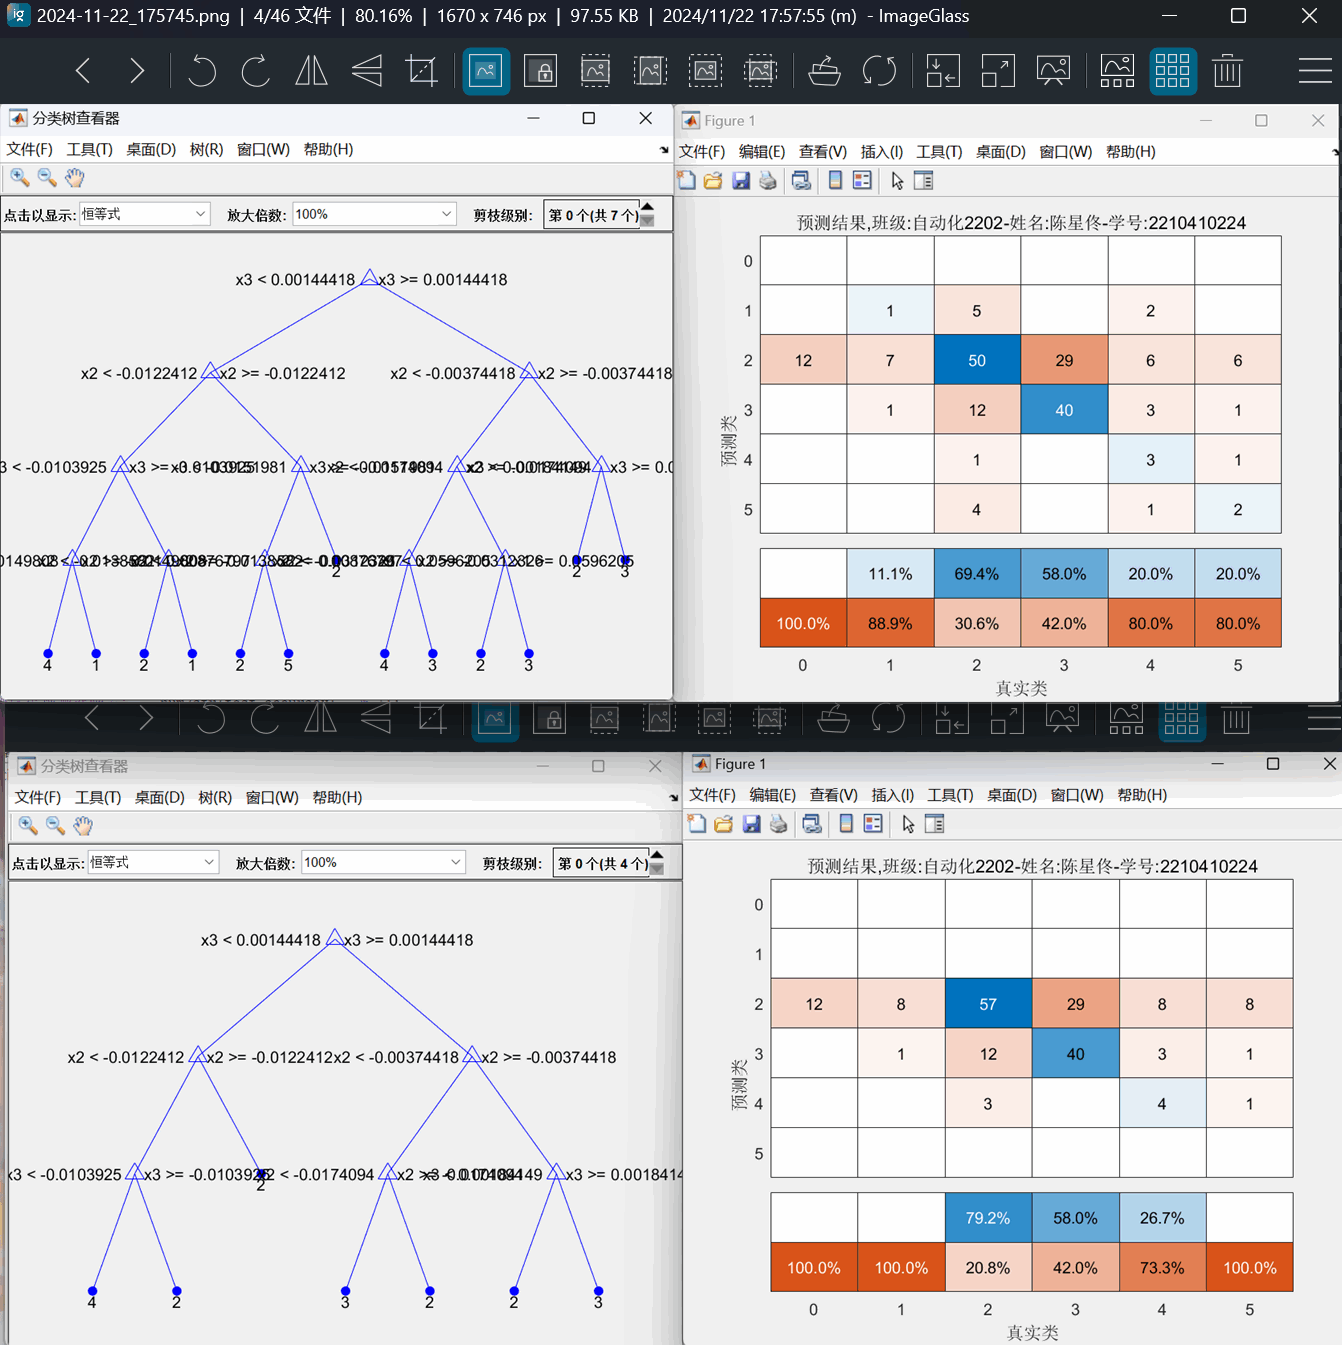 2024-11-22_175745.png | 4/46 文件 | 80.16% | 1670 x 746 px | 97.55 KB | 2024/11/22 17:57:55 (m) - ImageGlass
分类树查看器
文件(F) 工具(T) 桌面(D) 树(R) 窗口(W) 帮助(H)
点击以显示: 恒等式 放大倍数: 100% 剪枝级别: 第 0 个(共 7 个)
x3 < 0.00144418 x3 >= 0.00144418
x2 < -0.0122412 x2 >= -0.0122412 x2 < -0.00374418 x2 >= -0.00374418
3 < -0.0103925
2 2 3
4 1 2 1 2 5 4 3 2 3
Figure 1
文件(F) 编辑(E) 查看(V) 插入(I) 工具(T) 桌面(D) 窗口(W) 帮助(H)
预测结果,班级:自动化2202-姓名:陈星佟-学号:2210410224
预测类
0
1 1 5 2
2 12 7 50 29 6 6
3 1 12 40 3 1
4 1 3 1
5 4 1 2
11.1% 69.4% 58.0% 20.0% 20.0%
100.0% 88.9% 30.6% 42.0% 80.0% 80.0%
0 1 2 3 4 5
真实类
分类树查看器
文件(F) 工具(T) 桌面(D) 树(R) 窗口(W) 帮助(H)
点击以显示: 恒等式 放大倍数: 100% 剪枝级别: 第 0 个(共 4 个)
x3 < 0.00144418 x3 >= 0.00144418
x2 < -0.0122412 x2 >= -0.0122412 x2 < -0.00374418 x2 >= -0.00374418
x3 < -0.0103925 x3 >= -0.0103925 < -0.0174094 x3 >= 0.0018414
2
4 2 3 2 2 3
Figure 1
文件(F) 编辑(E) 查看(V) 插入(I) 工具(T) 桌面(D) 窗口(W) 帮助(H)
预测结果,班级:自动化2202-姓名:陈星佟-学号:2210410224
预测类
0
1
2 12 8 57 29 8 8
3 1 12 40 3 1
4 3 4 1
5
79.2% 58.0% 26.7%
100.0% 100.0% 20.8% 42.0% 73.3% 100.0%
0 1 2 3 4 5
真实类